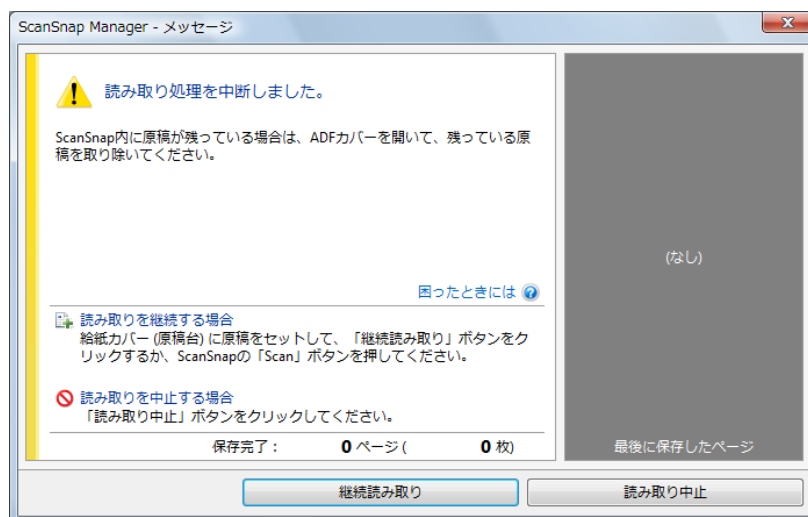 ScanSnap Manager - メッセージ
読み取り処理を中断しました。
ScanSnap内に原稿が残っている場合は、ADFカバーを開いて、残っている原
稿を取り除いてください。
(なし)
困ったときには
読み取りを継続する場合
給紙カバー (原稿台) に原稿をセットして、「継続読み取り」ボタンをク
リックするか、ScanSnapの「Scan」ボタンを押してください。
読み取りを中止する場合
「読み取り中止」ボタンをクリックしてください。
保存完了： 0 ページ ( 0 枚)
最後に保存したページ
継続読み取り
読み取り中止